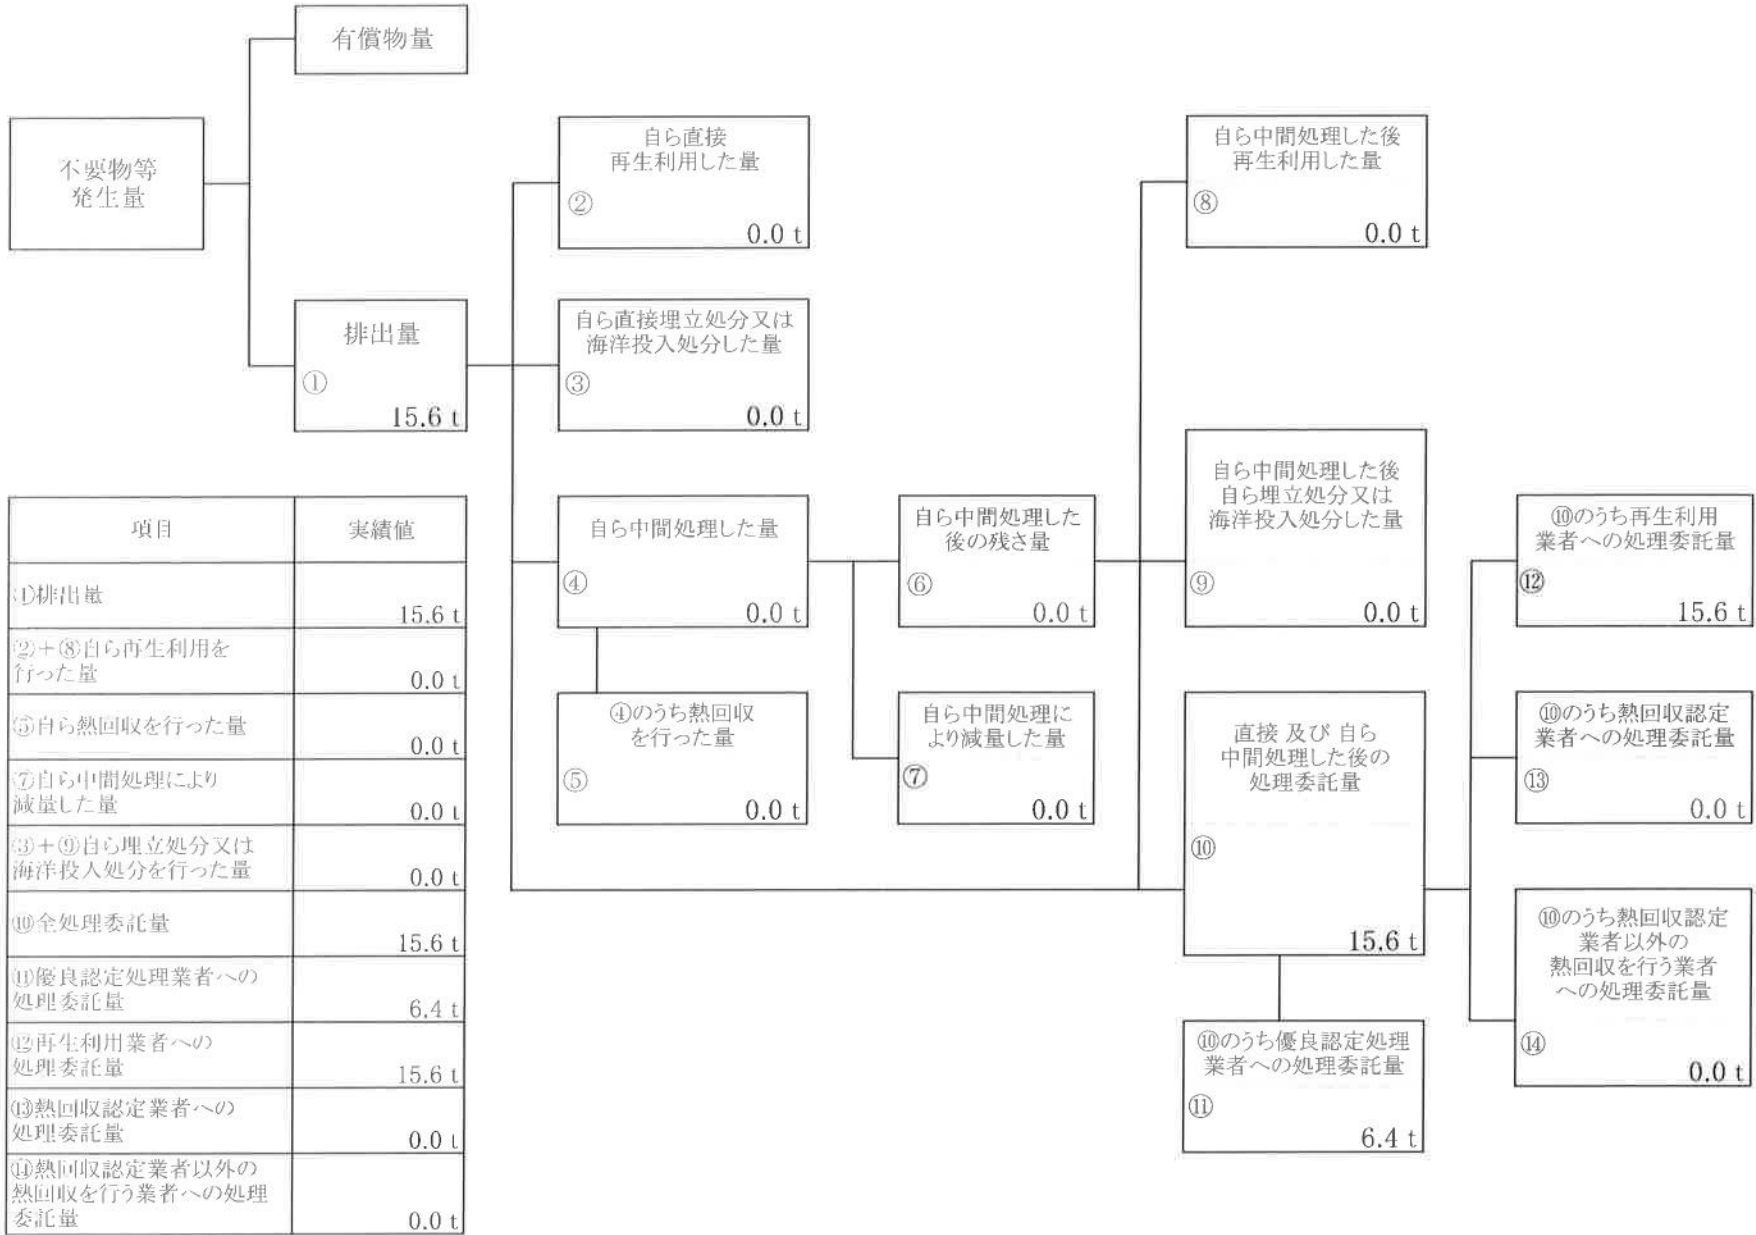 有償物量
不要物等
発生量
自ら直接
再生利用した量
②
0.0 t
自ら中間処理した後
再生利用した量
⑧
0.0 t
排出量
①
15.6 t
自ら直接埋立処分又は
海洋投入処分した量
③
0.0 t
自ら中間処理した量
④
0.0 t
自ら中間処理した
後の残さ量
⑥
0.0 t
自ら中間処理した後
自ら埋立処分又は
海洋投入処分した量
⑨
0.0 t
⑩のうち再生利用
業者への処理委託量
⑫
15.6 t
④のうち熱回収
を行った量
⑤
0.0 t
自ら中間処理に
より減量した量
⑦
0.0 t
直接 及び 自ら
中間処理した後の
処理委託量
⑩
15.6 t
⑩のうち熱回収認定
業者への処理委託量
⑬
0.0 t
⑩のうち熱回収認定
業者以外の
熱回収を行う業者
への処理委託量
⑭
0.0 t
⑩のうち優良認定処理
業者への処理委託量
⑪
6.4 t
項目 実績値
①排出量
15.6 t
②+⑧自ら再生利用を
行った量
0.0 t
⑤自ら熱回収を行った量
0.0 t
⑦自ら中間処理により
減量した量
0.0 t
③+⑨自ら埋立処分又は
海洋投入処分を行った量
0.0 t
⑩全処理委託量
15.6 t
⑪優良認定処理業者への
処理委託量
6.4 t
⑫再生利用業者への
処理委託量
15.6 t
⑬熱回収認定業者への
処理委託量
0.0 t
⑭熱回収認定業者以外の
熱回収を行う業者への処理
委託量
0.0 t